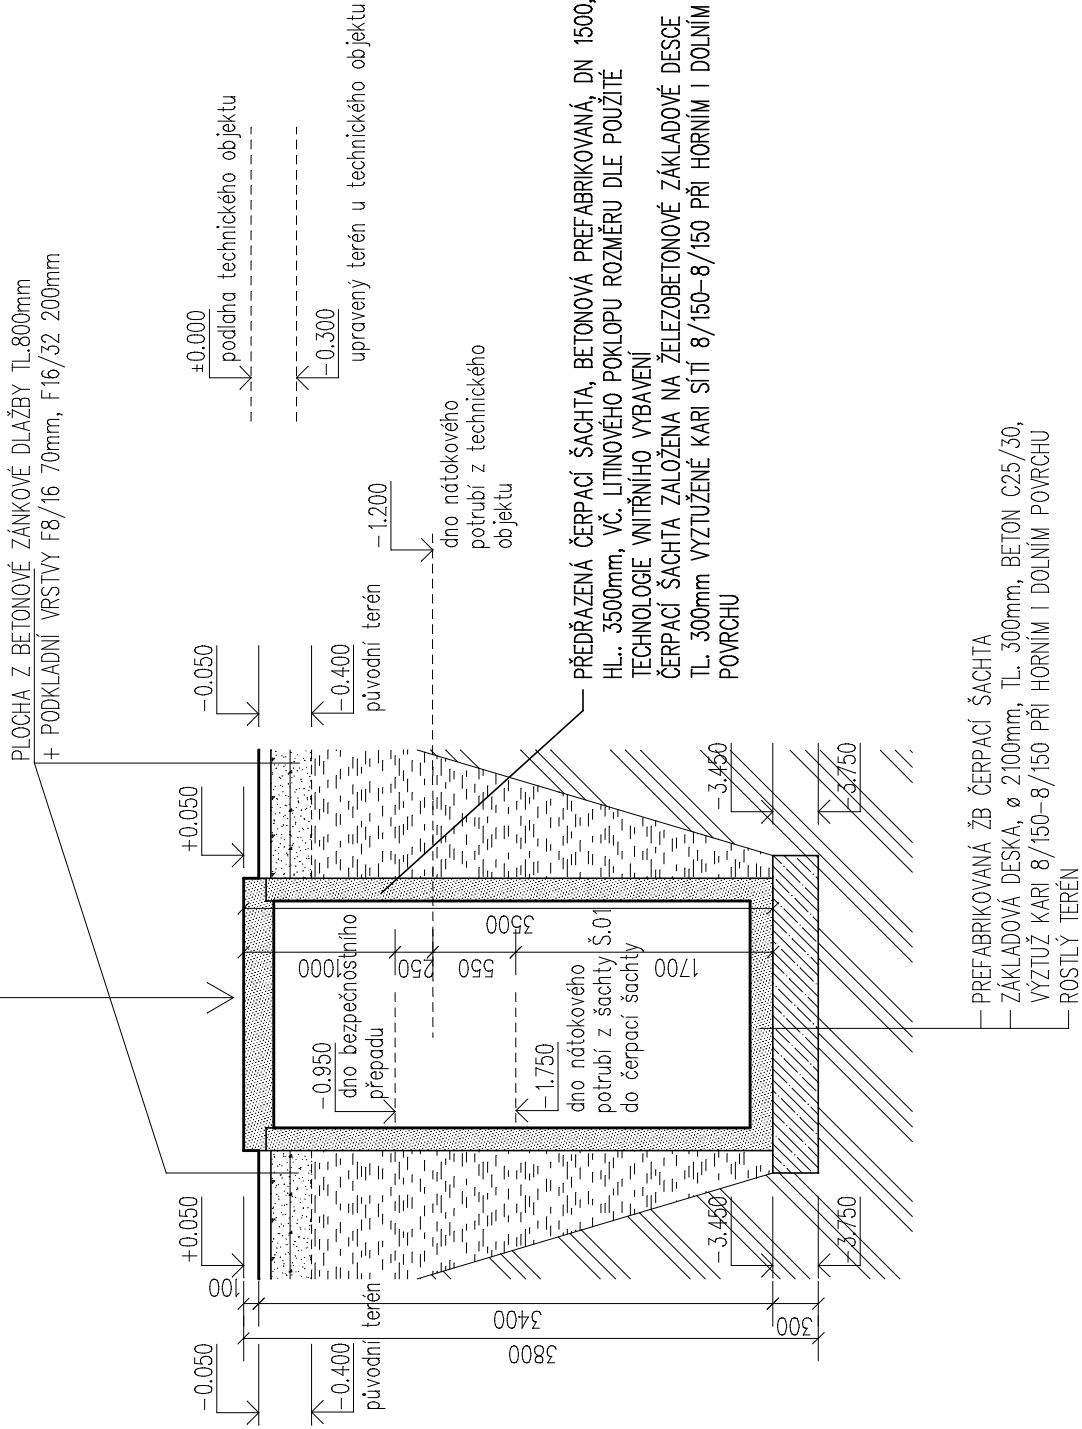 PLOCHA Z BETONOVÉ ZÁNKOVÉ DLAŽBY TL.800mm
+ PODKLADNÍ VRSTVY F8/16 70mm, F16/32 200mm
±0.000
podlaha technického objektu
-0.300
upravený terén u technického objektu
-1.200
dno nátokového
potrubí z technického
objektu
-0.050
-0.400
původní terén
+0.050
PŘEDŘAZENÁ ČERPACÍ ŠACHTA, BETONOVÁ PREFABRIKOVANÁ, DN 1500,
HL.. 3500mm, VČ. LITINOVÉHO POKLOPU ROZMĚRU DLE POUŽITÉ
TECHNOLOGIE VNITŘNÍHO VYBAVENÍ
ČERPACÍ ŠACHTA ZALOŽENA NA ŽELEZOBETONOVÉ ZÁKLADOVÉ DESCE
TL. 300mm VYZTUŽENÉ KARI SÍTÍ 8/150-8/150 PŘI HORNÍM I DOLNÍM
POVRCHU
-3.450
-3.750
3500
1000
250
550
1700
-0.950
dno bezpečnostního
přepadu
-1.750
dno nátokového
potrubí z šachty Š.01
do čerpací šachty
+0.050
-3.450
-3.750
100
3400
300
3800
-0.050
-0.400
původní terén
PREFABRIKOVANÁ ŽB ČERPACÍ ŠACHTA
ZÁKLADOVÁ DESKA, ø 2100mm, TL. 300mm, BETON C25/30,
VÝZTUŽ KARI 8/150-8/150 PŘI HORNÍM I DOLNÍM POVRCHU
ROSTLÝ TERÉN